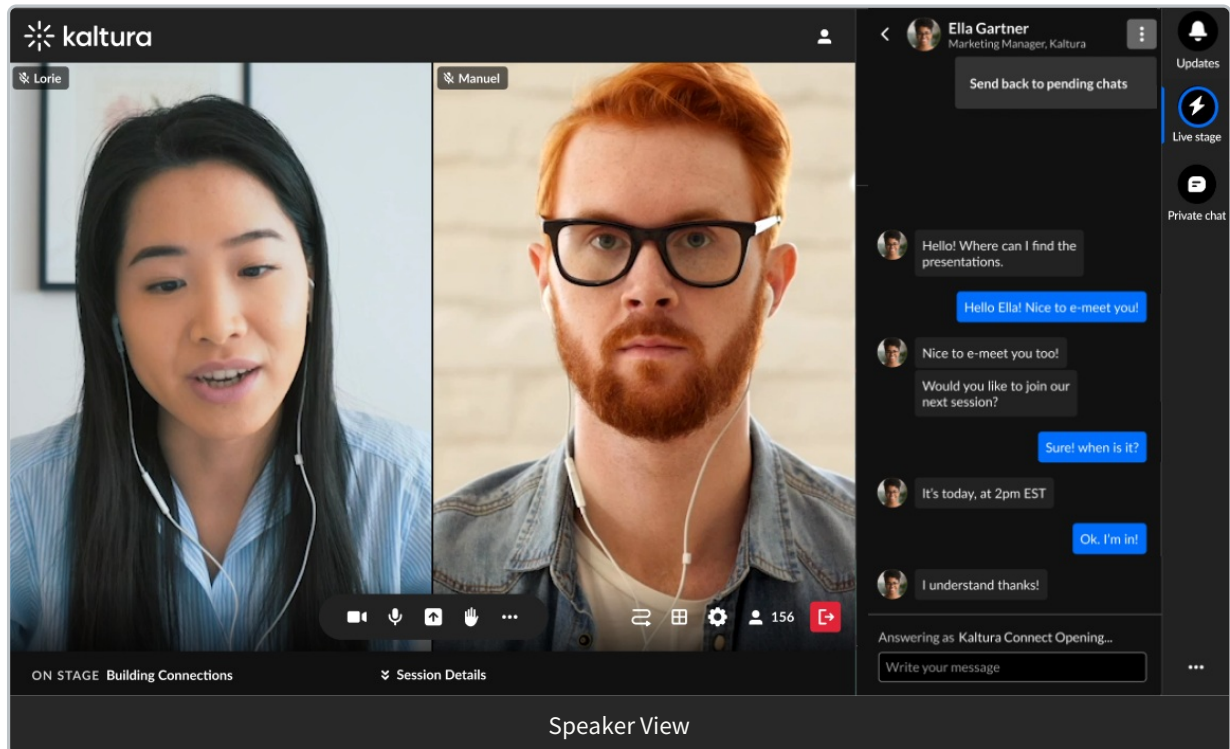 kaltura
Lorie
Manuel
156
ON STAGE Building Connections
Session Details
Ella Gartner
Marketing Manager, Kaltura
Send back to pending chats
Hello! Where can I find the
presentations.
Hello Ella! Nice to e-meet you!
Nice to e-meet you too!
Would you like to join our
next session?
Sure! when is it?
It's today, at 2pm EST
Ok. I'm in!
I understand thanks!
Answering as Kaltura Connect Opening...
Write your message
Updates
Live stage
Private chat
Speaker View